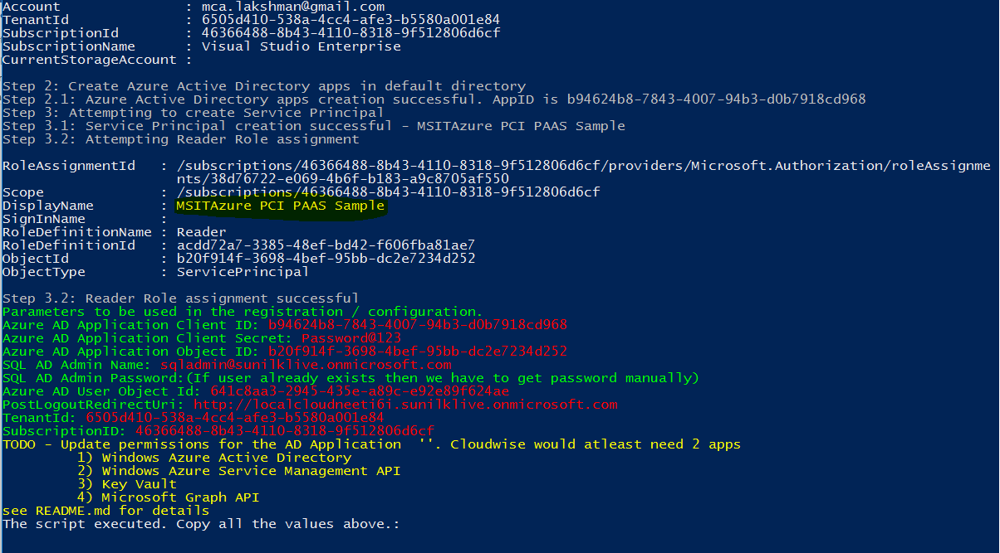 Account             : mca.lakshman@gmail.com
TenantId            : 6505d410-538a-4cc4-afe3-b5580a001e84
SubscriptionId      : 46366488-8b43-4110-8318-9f512806d6cf
SubscriptionName    : Visual Studio Enterprise
CurrentStorageAccount :
Step 2: Create Azure Active Directory apps in default directory
Step 2.1: Azure Active Directory apps creation successful. AppID is b94624b8-7843-4007-94b3-d0b7918cd968
Step 3: Attempting to create Service Principal
Step 3.1: Service Principal creation successful - MSITAzure PCI PAAS Sample
Step 3.2: Attempting Reader Role assignment
RoleAssignmentId   : /subscriptions/46366488-8b43-4110-8318-9f512806d6cf/providers/Microsoft.Authorization/roleAssignme
nts/38d76722-e069-4b6f-b183-a9c8705af550
Scope              : /subscriptions/46366488-8b43-4110-8318-9f512806d6cf
DisplayName        : MSITAzure PCI PAAS Sample
SignInName         :
RoleDefinitionName : Reader
RoleDefinitionId   : acdd72a7-3385-48ef-bd42-f606fba81ae7
ObjectId           : b20f914f-3698-4bef-95bb-dc2e7234d252
ObjectType         : ServicePrincipal
Step 3.2: Reader Role assignment successful
Parameters to be used in the registration / configuration.
Azure AD Application Client ID: b94624b8-7843-4007-94b3-d0b7918cd968
Azure AD Application Client Secret: Password@123
Azure AD Application Object ID: b20f914f-3698-4bef-95bb-dc2e7234d252
SQL AD Admin Name: sqladmin@sunilklive.onmicrosoft.com
SQL AD Admin Password:(If user already exists then we have to get password manually)
Azure AD User Object Id: 641c8aa3-2945-435e-a89c-e92e89f624ae
PostLogoutRedirectUri: http://localcloudneeti6i.sunilklive.onmicrosoft.com
TenantId: 6505d410-538a-4cc4-afe3-b5580a001e84
SubscriptionID: 46366488-8b43-4110-8318-9f512806d6cf
TODO - Update permissions for the AD Application  ''. Cloudwise would atleast need 2 apps
1) Windows Azure Active Directory
2) Windows Azure Service Management API
3) Key Vault
4) Microsoft Graph API
see README.md for details
The script executed. Copy all the values above.: